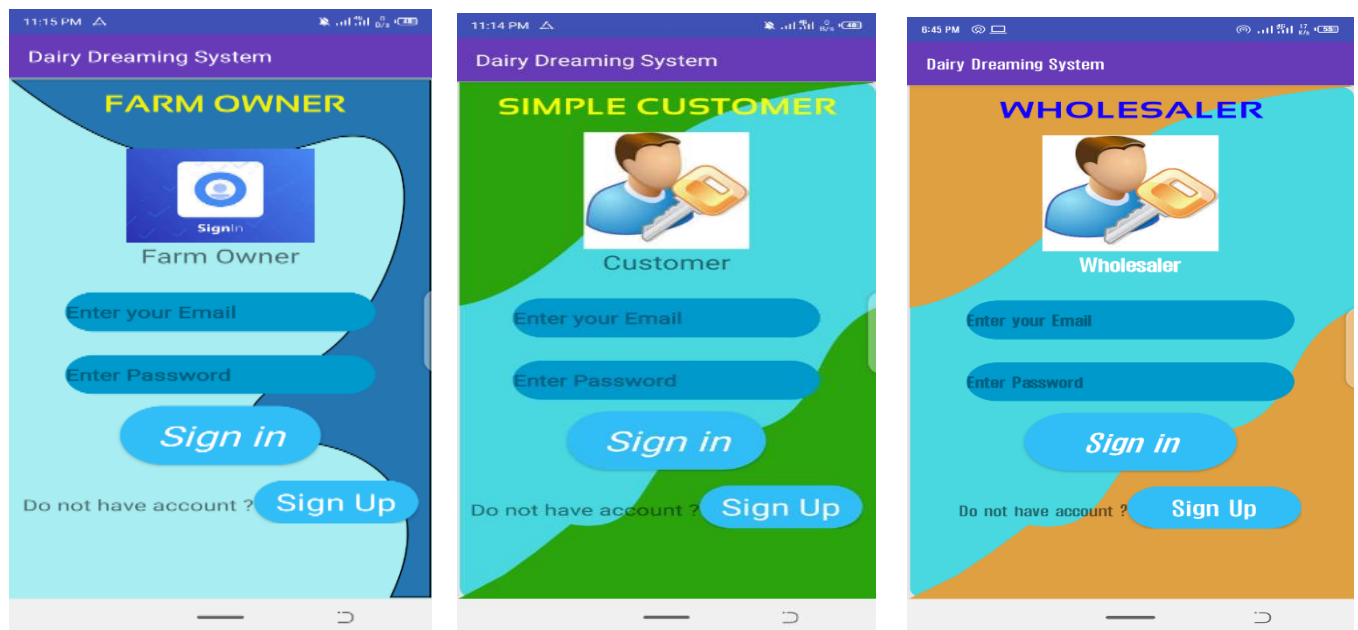 11:15 PM
Dairy Dreaming System
FARM OWNER
SignIn
Farm Owner
Enter your Email
Enter Password
Sign in
Do not have account ? Sign Up
11:14 PM
Dairy Dreaming System
SIMPLE CUSTOMER
Customer
Enter your Email
Enter Password
Sign in
Do not have account ? Sign Up
6:45 PM
Dairy Dreaming System
WHOLESALER
Wholesaler
Enter your Email
Enter Password
Sign in
Do not have account ? Sign Up